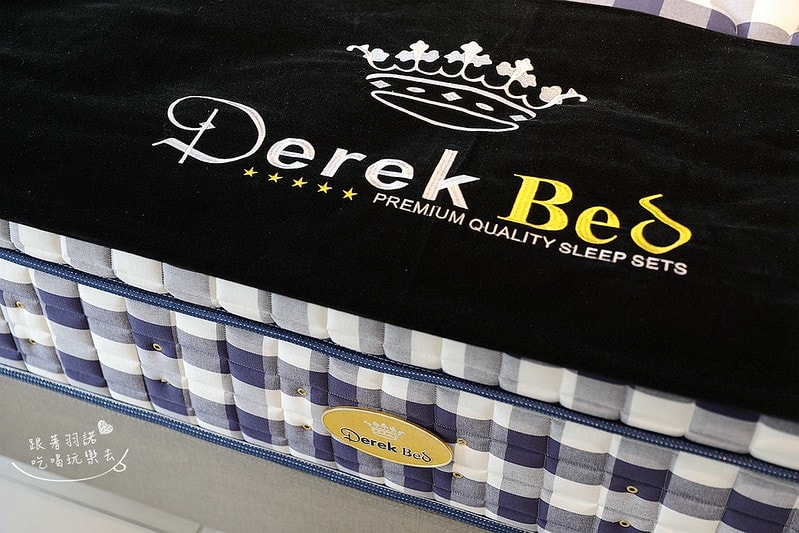 Derek Bed
PREMIUM QUALITY SLEEP SETS
Derek Bed
跟著羽諾
吃喝玩樂去